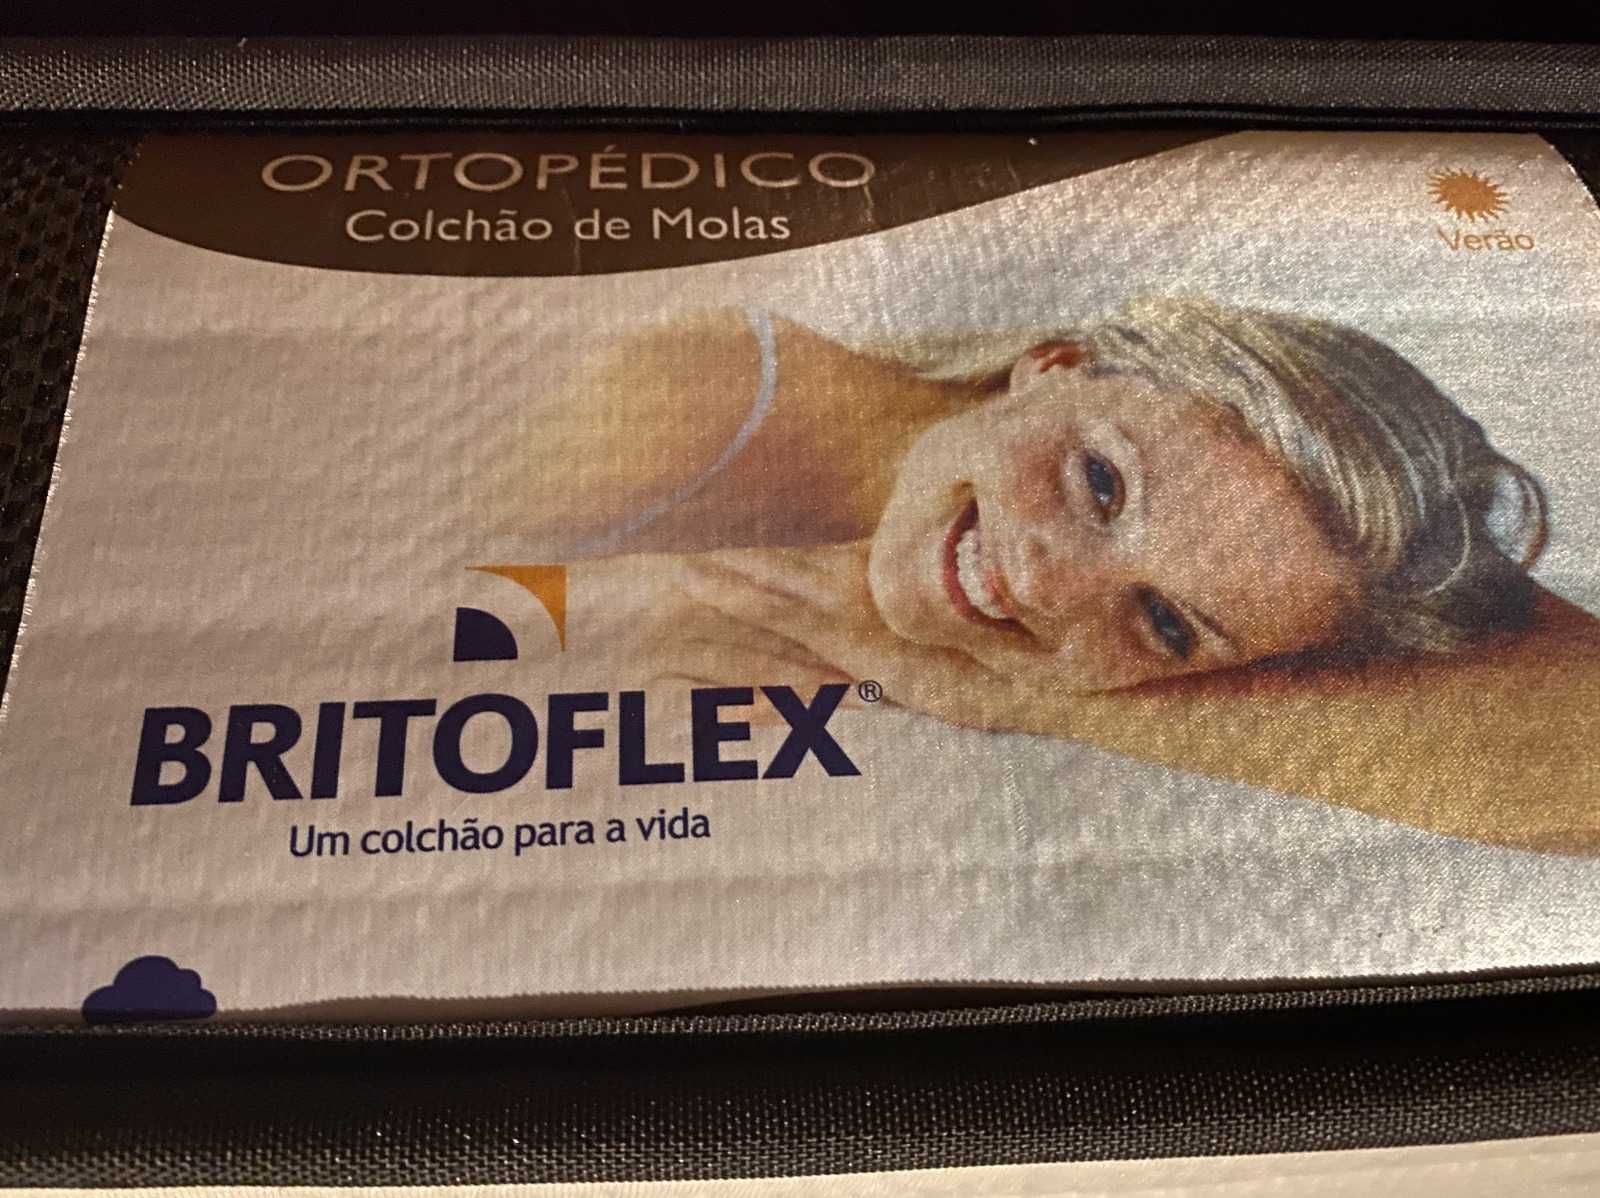 ORTOPÉDICO
Colchão de Molas
Verão
BRITOFLEX®
Um colchão para a vida